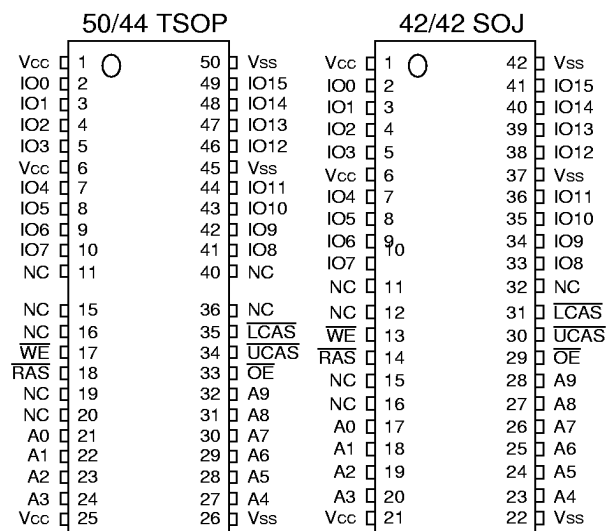 50/44 TSOP
Vcc 1 50 Vss
IO0 2 49 IO15
IO1 3 48 IO14
IO2 4 47 IO13
IO3 5 46 IO12
Vcc 6 45 Vss
IO4 7 44 IO11
IO5 8 43 IO10
IO6 9 42 IO9
IO7 10 41 IO8
NC 11 40 NC
NC 15 36 NC
NC 16 35 LCAS
WE 17 34 UCAS
RAS 18 33 OE
NC 19 32 A9
NC 20 31 A8
A0 21 30 A7
A1 22 29 A6
A2 23 28 A5
A3 24 27 A4
Vcc 25 26 Vss
42/42 SOJ
Vcc 1 42 Vss
IO0 2 41 IO15
IO1 3 40 IO14
IO2 4 39 IO13
IO3 5 38 IO12
Vcc 6 37 Vss
IO4 7 36 IO11
IO5 8 35 IO10
IO6 9 34 IO9
IO7 10 33 IO8
NC 11 32 NC
NC 12 31 LCAS
WE 13 30 UCAS
RAS 14 29 OE
NC 15 28 A9
NC 16 27 A8
A0 17 26 A7
A1 18 25 A6
A2 19 24 A5
A3 20 23 A4
Vcc 21 22 Vss